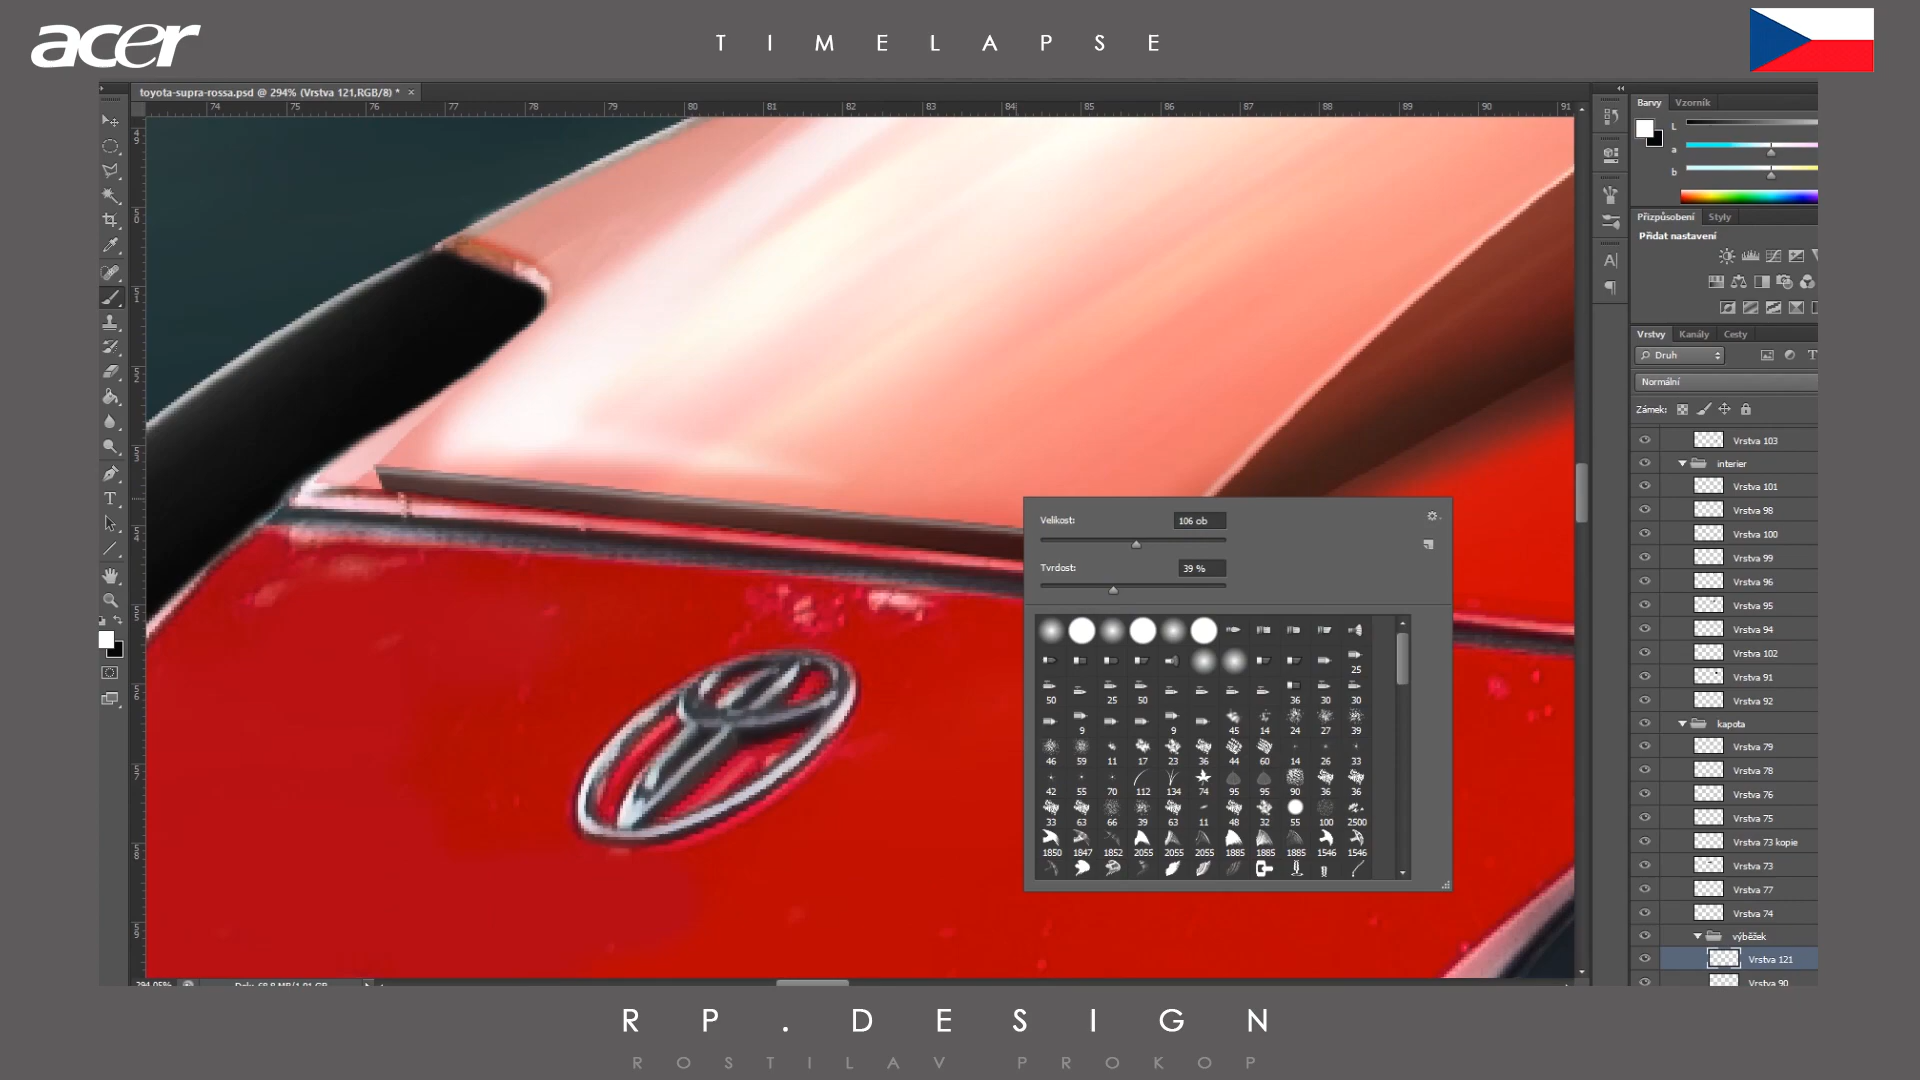 acer
TIMELAPSE
toyota-supra-rossa.psd @ 294% (Vrstva 121,RGB/8) *
74 75 76 77 78 79 80 81 82 83 84 85 86 87 88 89 90 91
Barvy Vzorník
L
a
b
Přizpůsobení Styly
Přidat nastavení
Vrstvy Kanály Cesty
Druh
Normální
Zámek:
Vrstva 103
interier
Vrstva 101
Vrstva 98
Vrstva 100
Vrstva 99
Vrstva 96
Vrstva 95
Vrstva 94
Vrstva 102
Vrstva 91
Vrstva 92
kapota
Vrstva 79
Vrstva 78
Vrstva 76
Vrstva 75
Vrstva 73 kopie
Vrstva 73
Vrstva 77
Vrstva 74
výběžek
Vrstva 121
Vrstva 90
Velikost: 106 ob
Tvrdost: 39 %
25
50 25 50 36 30 30
9 9 45 14 24 27 39
46 59 11 17 23 36 44 60 14 26 33
42 55 70 112 134 74 95 95 90 36 36
33 63 66 39 63 11 48 32 55 100 2500
1850 1847 1852 2055 2055 2055 1885 1885 1885 1546 1546
RP.DESIGN
ROSTILAV PROKOP